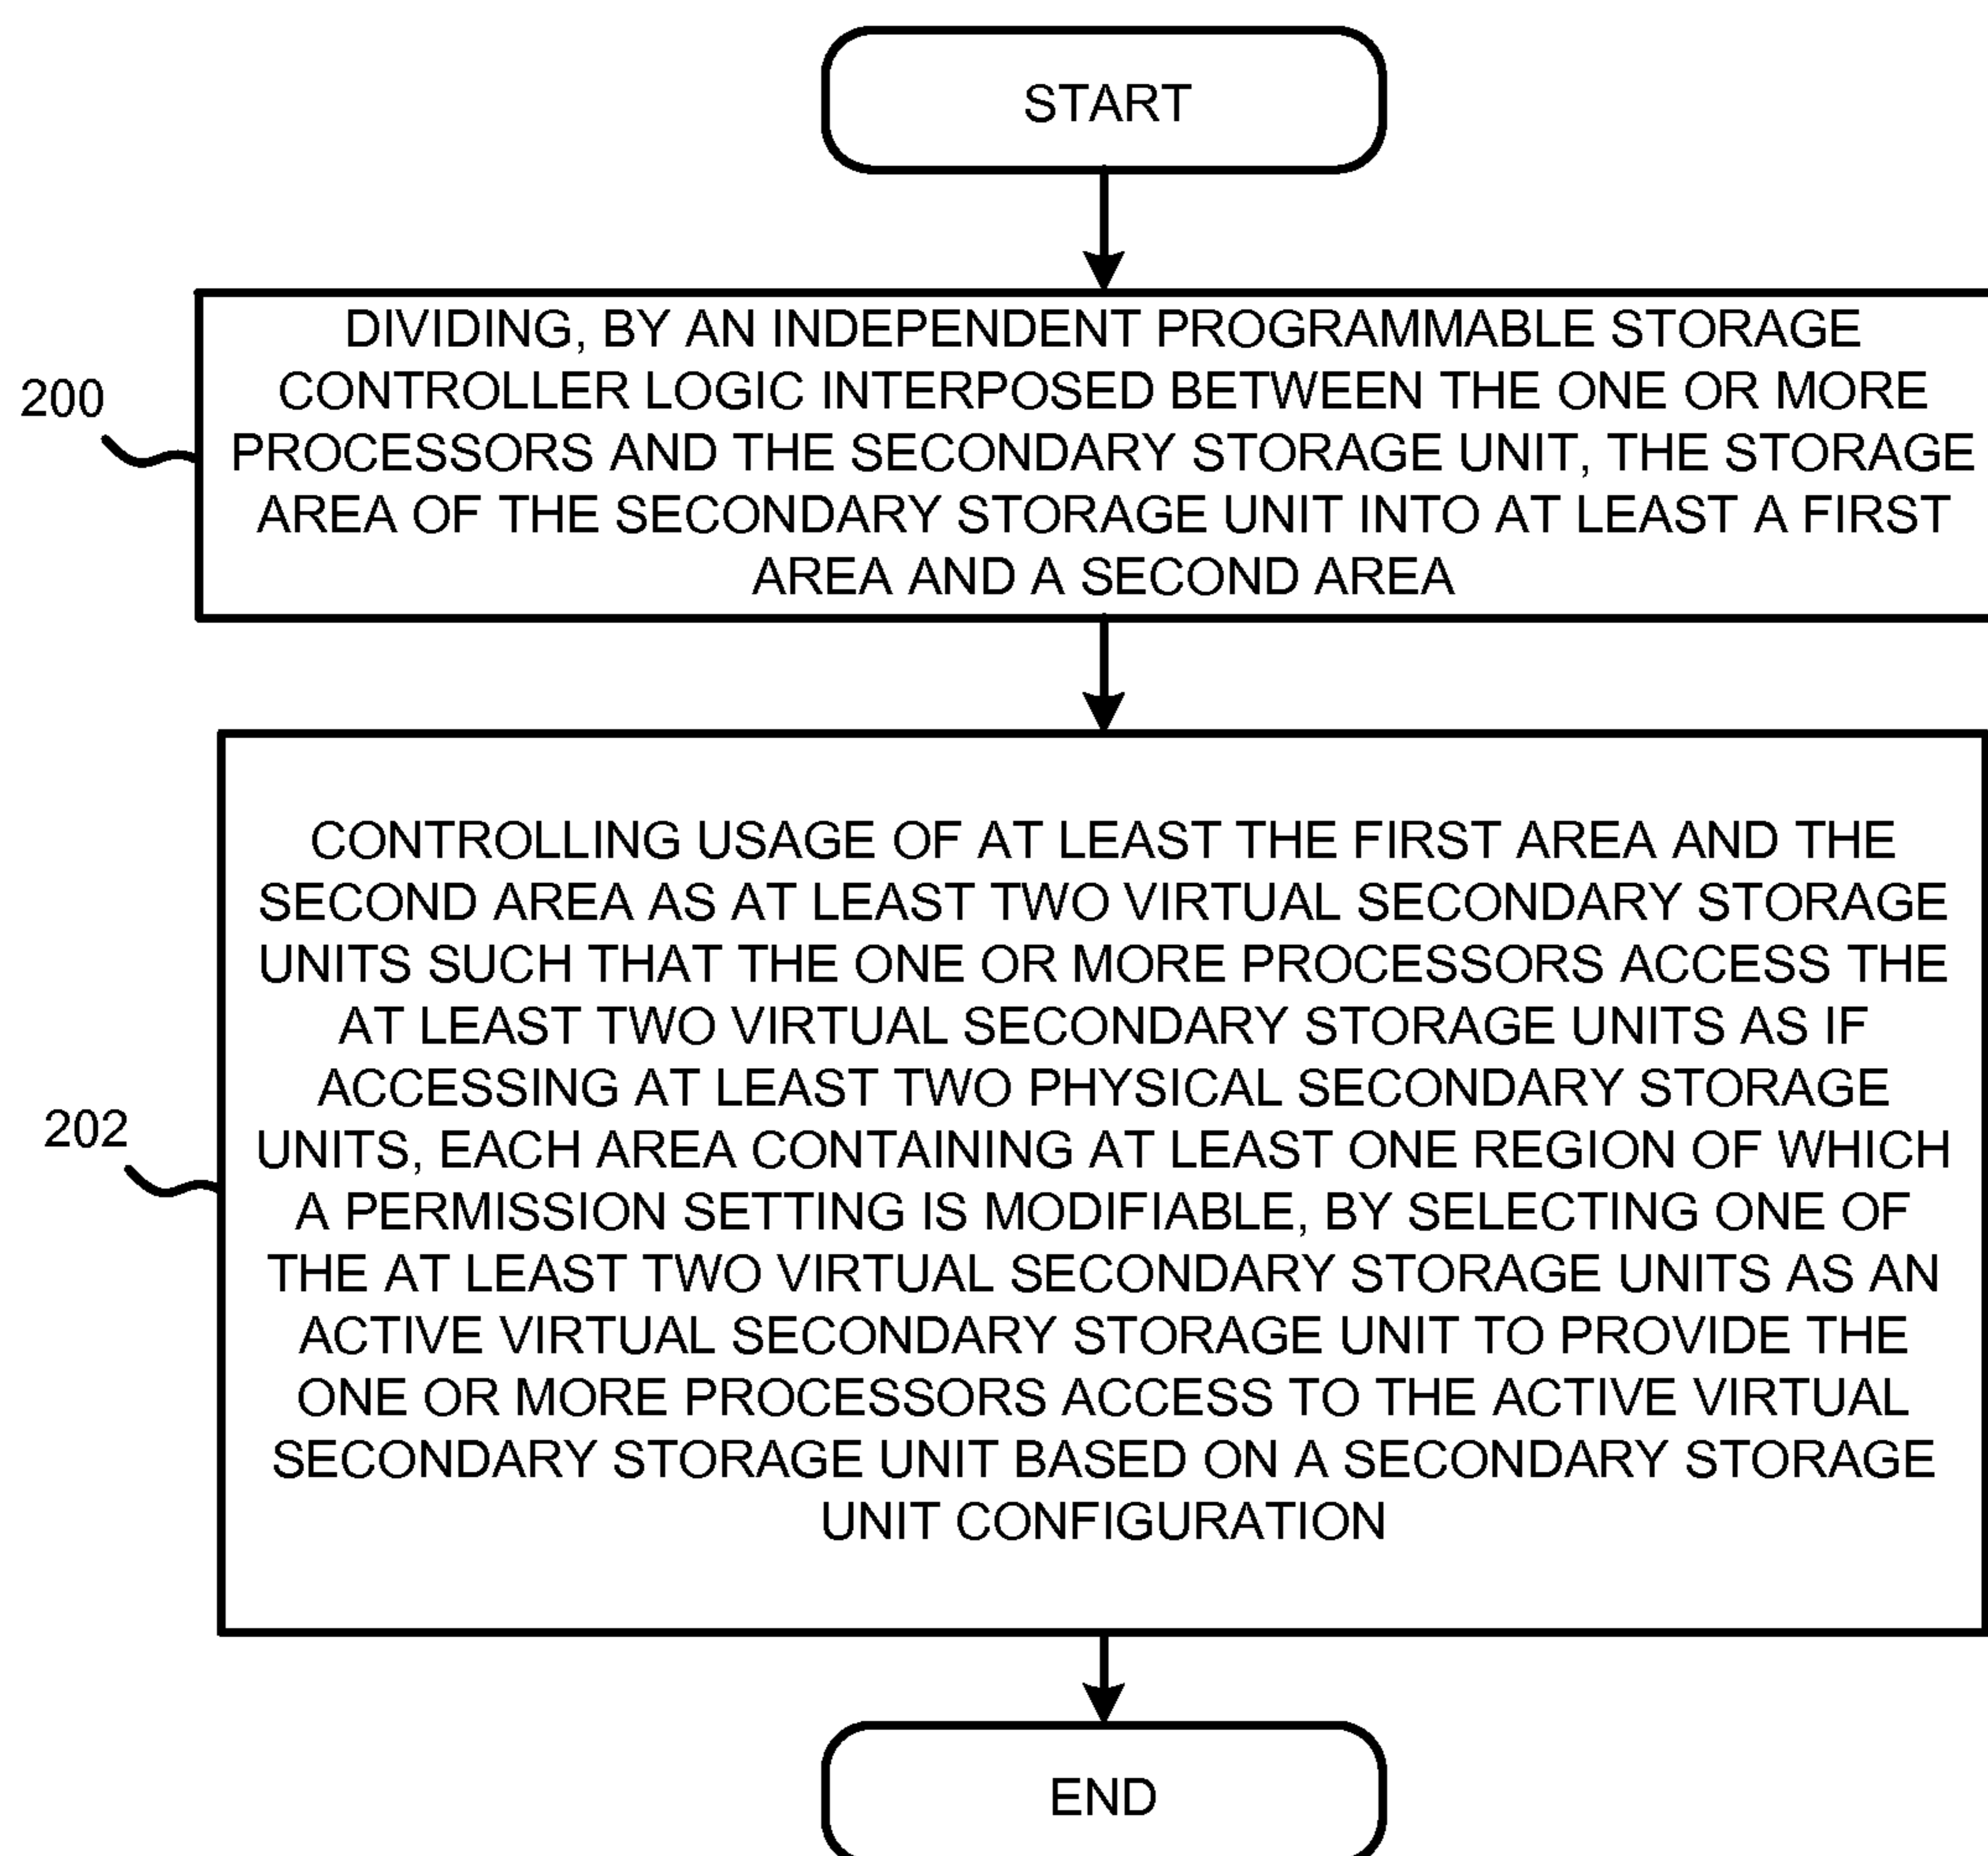 START
200
DIVIDING, BY AN INDEPENDENT PROGRAMMABLE STORAGE
CONTROLLER LOGIC INTERPOSED BETWEEN THE ONE OR MORE
PROCESSORS AND THE SECONDARY STORAGE UNIT, THE STORAGE
AREA OF THE SECONDARY STORAGE UNIT INTO AT LEAST A FIRST
AREA AND A SECOND AREA
202
CONTROLLING USAGE OF AT LEAST THE FIRST AREA AND THE
SECOND AREA AS AT LEAST TWO VIRTUAL SECONDARY STORAGE
UNITS SUCH THAT THE ONE OR MORE PROCESSORS ACCESS THE
AT LEAST TWO VIRTUAL SECONDARY STORAGE UNITS AS IF
ACCESSING AT LEAST TWO PHYSICAL SECONDARY STORAGE
UNITS, EACH AREA CONTAINING AT LEAST ONE REGION OF WHICH
A PERMISSION SETTING IS MODIFIABLE, BY SELECTING ONE OF
THE AT LEAST TWO VIRTUAL SECONDARY STORAGE UNITS AS AN
ACTIVE VIRTUAL SECONDARY STORAGE UNIT TO PROVIDE THE
ONE OR MORE PROCESSORS ACCESS TO THE ACTIVE VIRTUAL
SECONDARY STORAGE UNIT BASED ON A SECONDARY STORAGE
UNIT CONFIGURATION
END